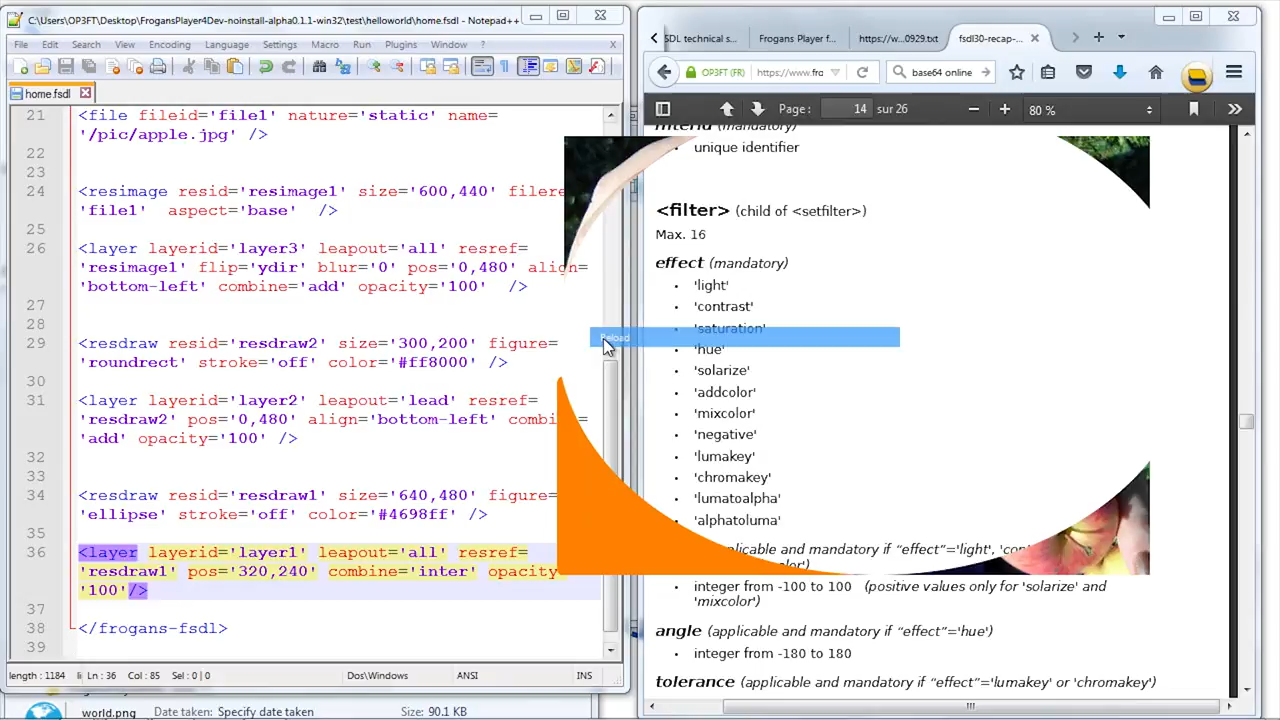 C:\Users\OP3FT\Desktop\FrogansPlayer4Dev-noinstall-alpha0.1.1-win32\test\helloworld\home.fsdl - Notepad++
File Edit Search View Encoding Language Settings Macro Run Plugins Window ? X
home.fsdl
21 <file fileid='file1' nature='static' name=
'/pic/apple.jpg' />
22
23
24 <resimage resid='resimage1' size='600,440' filere
'file1' aspect='base' />
25
26 <layer layerid='layer3' leapout='all' resref=
'resimage1' flip='ydir' blur='0' pos='0,480' align=
'bottom-left' combine='add' opacity='100' />
27
28
29 <resdraw resid='resdraw2' size='300,200' figure=
'roundrect' stroke='off' color='#ff8000' />
30
31 <layer layerid='layer2' leapout='lead' resref=
'resdraw2' pos='0,480' align='bottom-left' combi
'add' opacity='100' />
32
33
34 <resdraw resid='resdraw1' size='640,480' figure=
'ellipse' stroke='off' color='#4698ff' />
35
36 <layer layerid='layer1' leapout='all' resref=
'resdraw1' pos='320,240' combine='inter' opacity
'100'/>
37
38 </frogans-fsdl>
39
length : 1184 li Ln : 36 Col : 85 Sel : 0 | 0 Dos\Windows ANSI INS
world.png Date taken: Specify date taken Size: 90.1 KB
SDL technical s... Frogans Player f... https://w...0929.txt fsdl30-recap-...
OP3FT (FR) https://www.fro base64 online
Page : 14 sur 26 80 %
(mandatory)
unique identifier
<filter> (child of <setfilter>)
Max. 16
effect (mandatory)
• 'light'
• 'contrast'
• 'saturation'
Reload
• 'hue'
• 'solarize'
• 'addcolor'
• 'mixcolor'
• 'negative'
• 'lumakey'
• 'chromakey'
• 'lumatoalpha'
• 'alphatoluma'
plicable and mandatory if “effect”='light', 'con
• integer from -100 to 100 (positive values only for 'solarize' and
'mixcolor')
angle (applicable and mandatory if “effect”='hue')
• integer from -180 to 180
tolerance (applicable and mandatory if “effect”='lumakey' or 'chromakey')